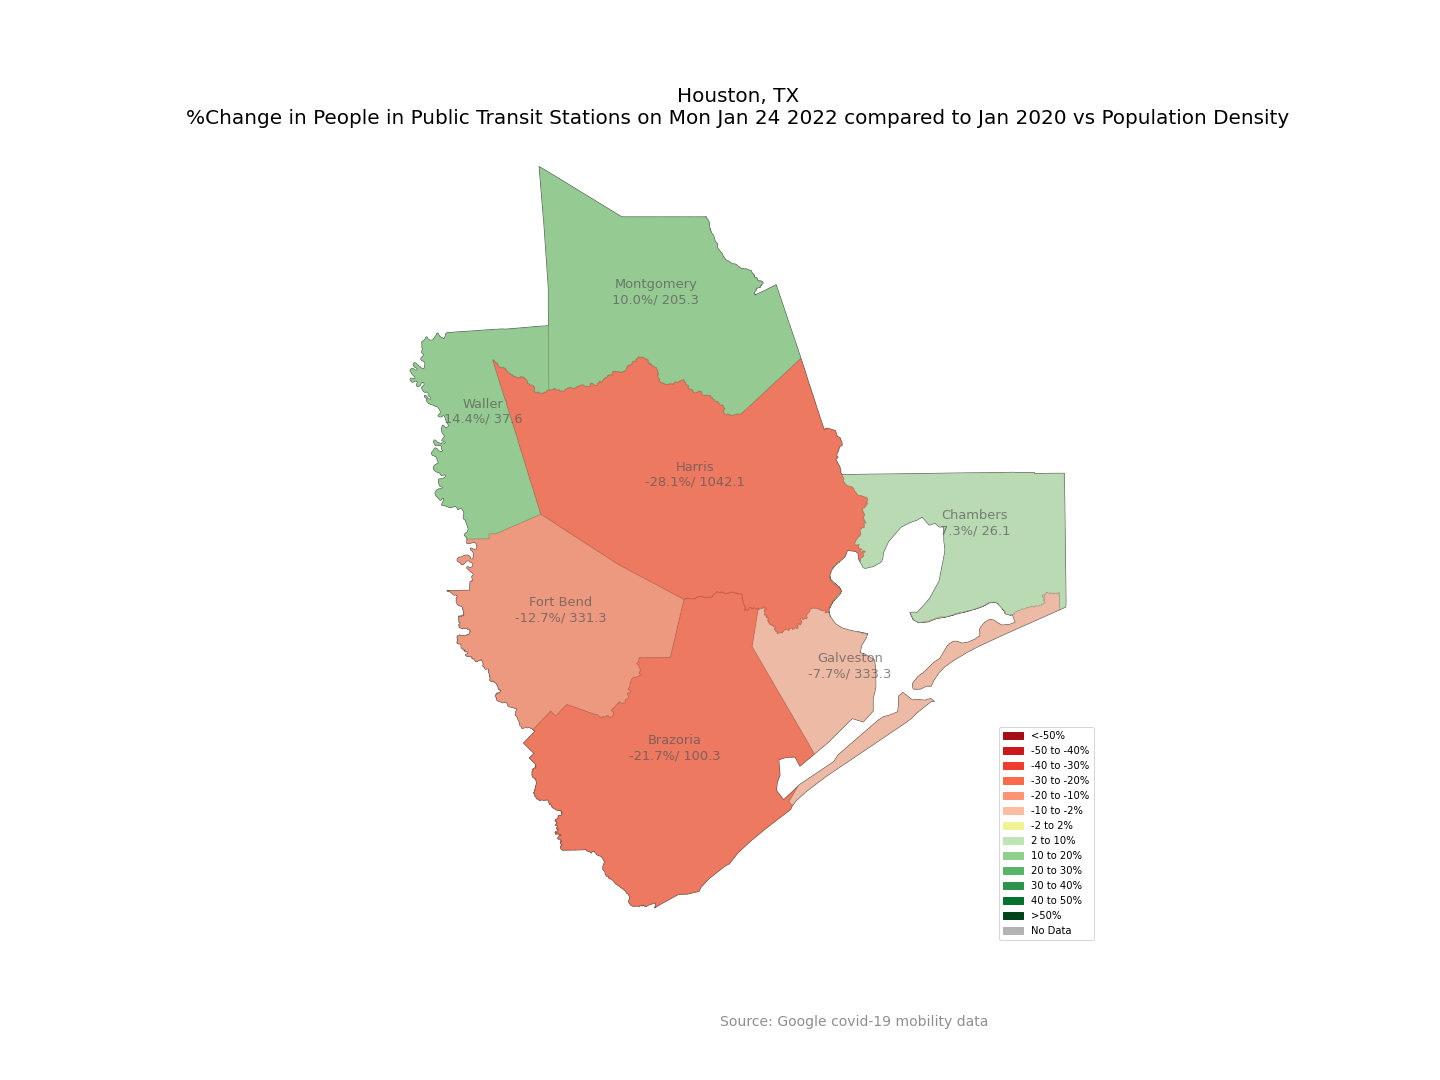 Houston, TX
%Change in People in Public Transit Stations on Mon Jan 24 2022 compared to Jan 2020 vs Population Density
Montgomery
10.0%/ 205.3
Waller
14.4%/ 37.6
Harris
-28.1%/ 1042.1
Chambers
7.3%/ 26.1
Fort Bend
-12.7%/ 331.3
Galveston
-7.7%/ 333.3
Brazoria
-21.7%/ 100.3
<-50%
-50 to -40%
-40 to -30%
-30 to -20%
-20 to -10%
-10 to -2%
-2 to 2%
2 to 10%
10 to 20%
20 to 30%
30 to 40%
40 to 50%
>50%
No Data
Source: Google covid-19 mobility data